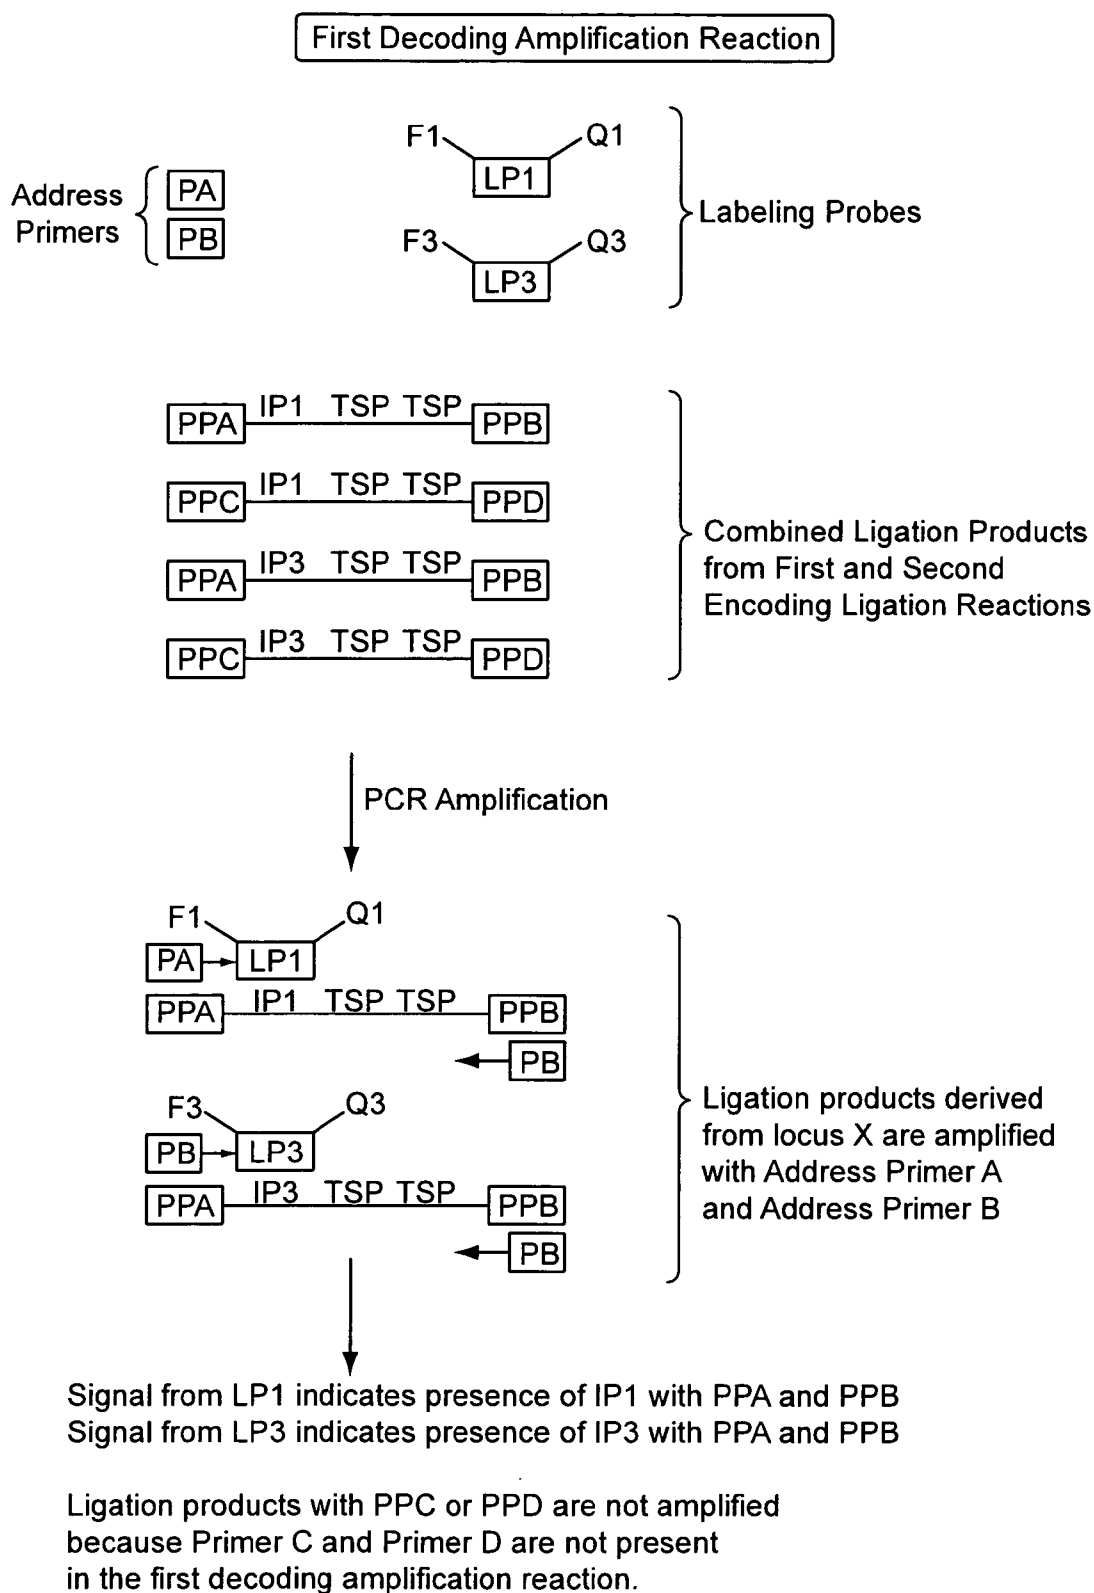 First Decoding Amplification Reaction
F1 Q1
LP1
Address
Primers
PA
PB
F3 Q3
LP3
Labeling Probes
PPA IP1 TSP TSP PPB
PPC IP1 TSP TSP PPD
PPA IP3 TSP TSP PPB
PPC IP3 TSP TSP PPD
Combined Ligation Products
from First and Second
Encoding Ligation Reactions
PCR Amplification
F1 Q1
PA LP1
PPA IP1 TSP TSP PPB
PB
F3 Q3
PB LP3
PPA IP3 TSP TSP PPB
PB
Ligation products derived
from locus X are amplified
with Address Primer A
and Address Primer B
Signal from LP1 indicates presence of IP1 with PPA and PPB
Signal from LP3 indicates presence of IP3 with PPA and PPB
Ligation products with PPC or PPD are not amplified
because Primer C and Primer D are not present
in the first decoding amplification reaction.